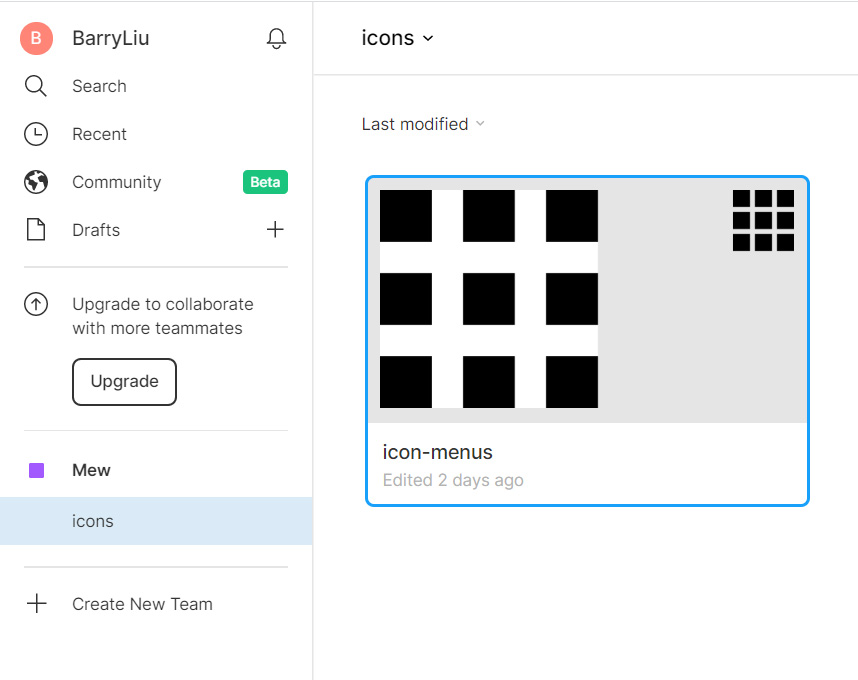 B
BarryLiu
Search
Recent
Community
Beta
Drafts
Upgrade to collaborate
with more teammates
Upgrade
Mew
icons
Create New Team
icons
Last modified
icon-menus
Edited 2 days ago